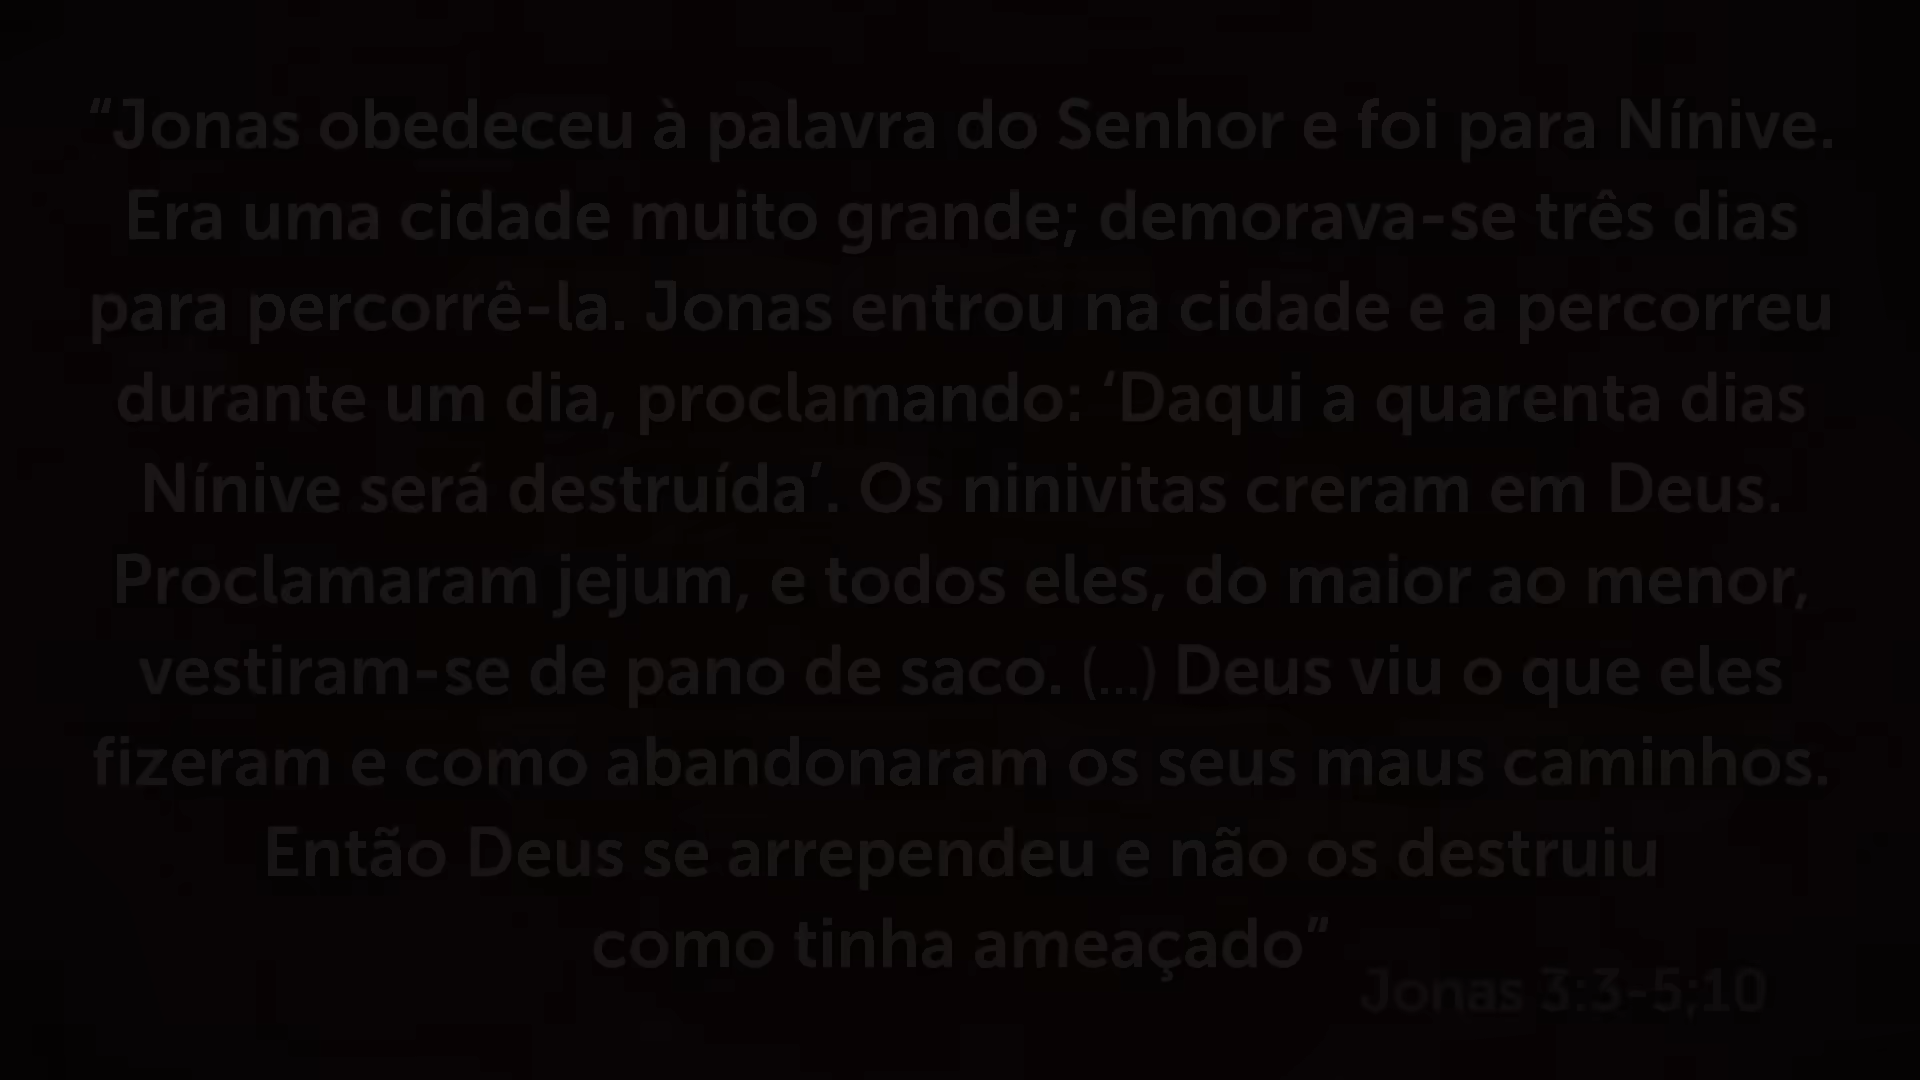 “Jonas obedeceu à palavra do Senhor e foi para Nínive.
Era uma cidade muito grande; demorava-se três dias
para percorrê-la. Jonas entrou na cidade e a percorreu
durante um dia, proclamando: ‘Daqui a quarenta dias
Nínive será destruída’. Os ninivitas creram em Deus.
Proclamaram jejum, e todos eles, do maior ao menor,
vestiram-se de pano de saco. (...) Deus viu o que eles
fizeram e como abandonaram os seus maus caminhos.
Então Deus se arrependeu e não os destruiu
como tinha ameaçado”
Jonas 3:3-5;10